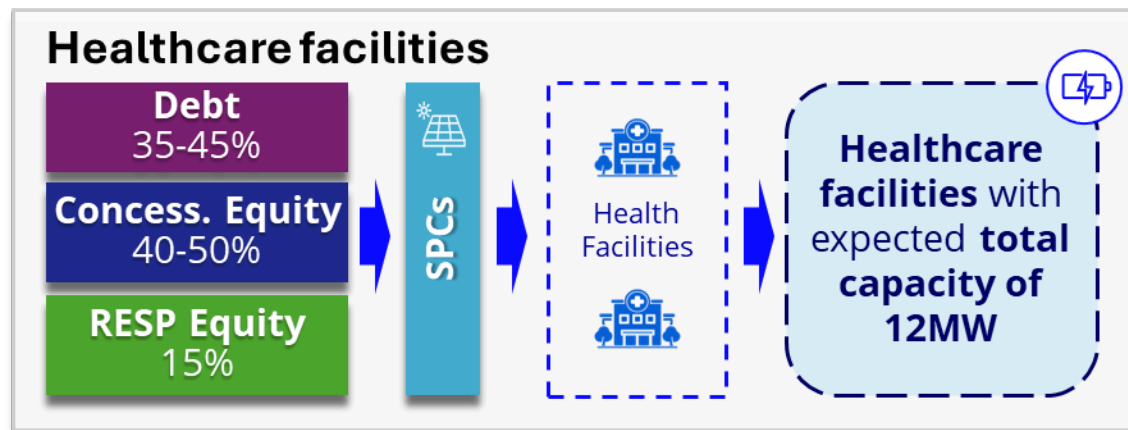 Healthcare facilities
Debt
35-45%
Concess. Equity
40-50%
RESP Equity
15%
SPCs
Health
Facilities
Healthcare
facilities with
expected total
capacity of
12MW